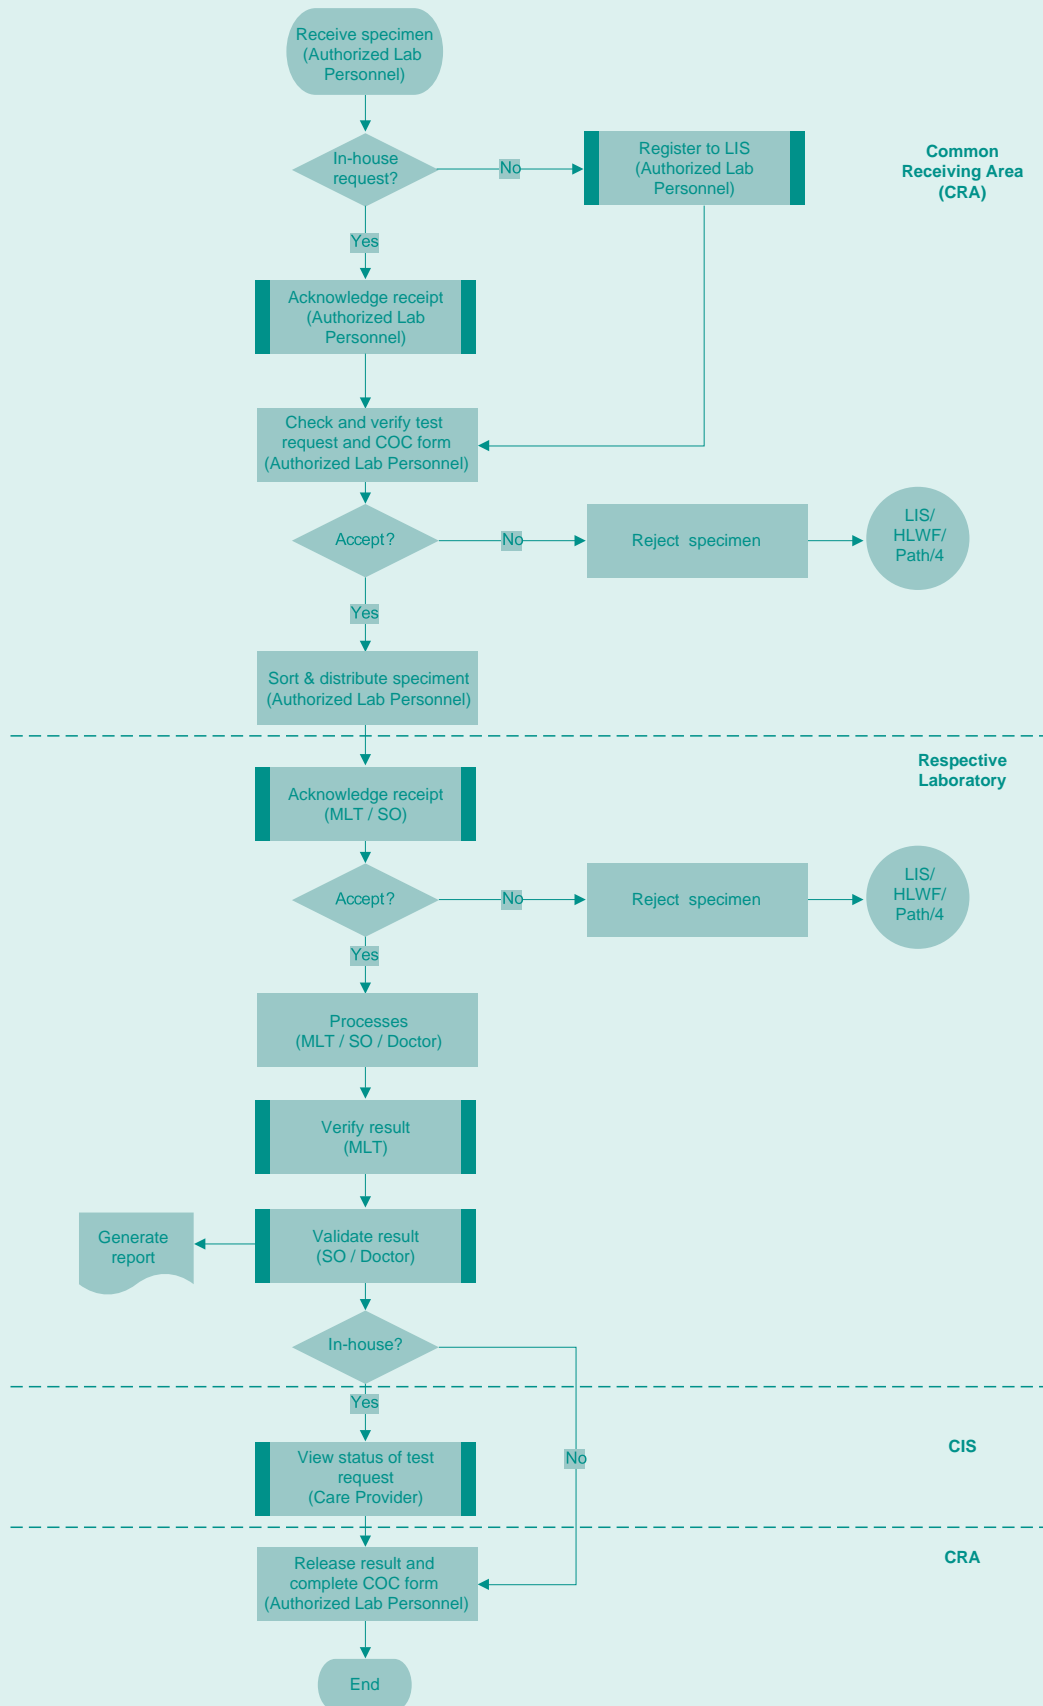 Receive specimen
(Authorized Lab
Personnel)
In-house
request?
No
Register to LIS
(Authorized Lab
Personnel)
Common
Receiving Area
(CRA)
Yes
Acknowledge receipt
(Authorized Lab
Personnel)
Check and verify test
request and COC form
(Authorized Lab Personnel)
Accept?
No
Reject specimen
LIS/
HLWF/
Path/4
Yes
Sort & distribute speciment
(Authorized Lab Personnel)
Respective
Laboratory
Acknowledge receipt
(MLT / SO)
Accept?
No
Reject specimen
LIS/
HLWF/
Path/4
Yes
Processes
(MLT / SO / Doctor)
Verify result
(MLT)
Generate
report
Validate result
(SO / Doctor)
In-house?
Yes
No
View status of test
request
(Care Provider)
CIS
CRA
Release result and
complete COC form
(Authorized Lab Personnel)
End